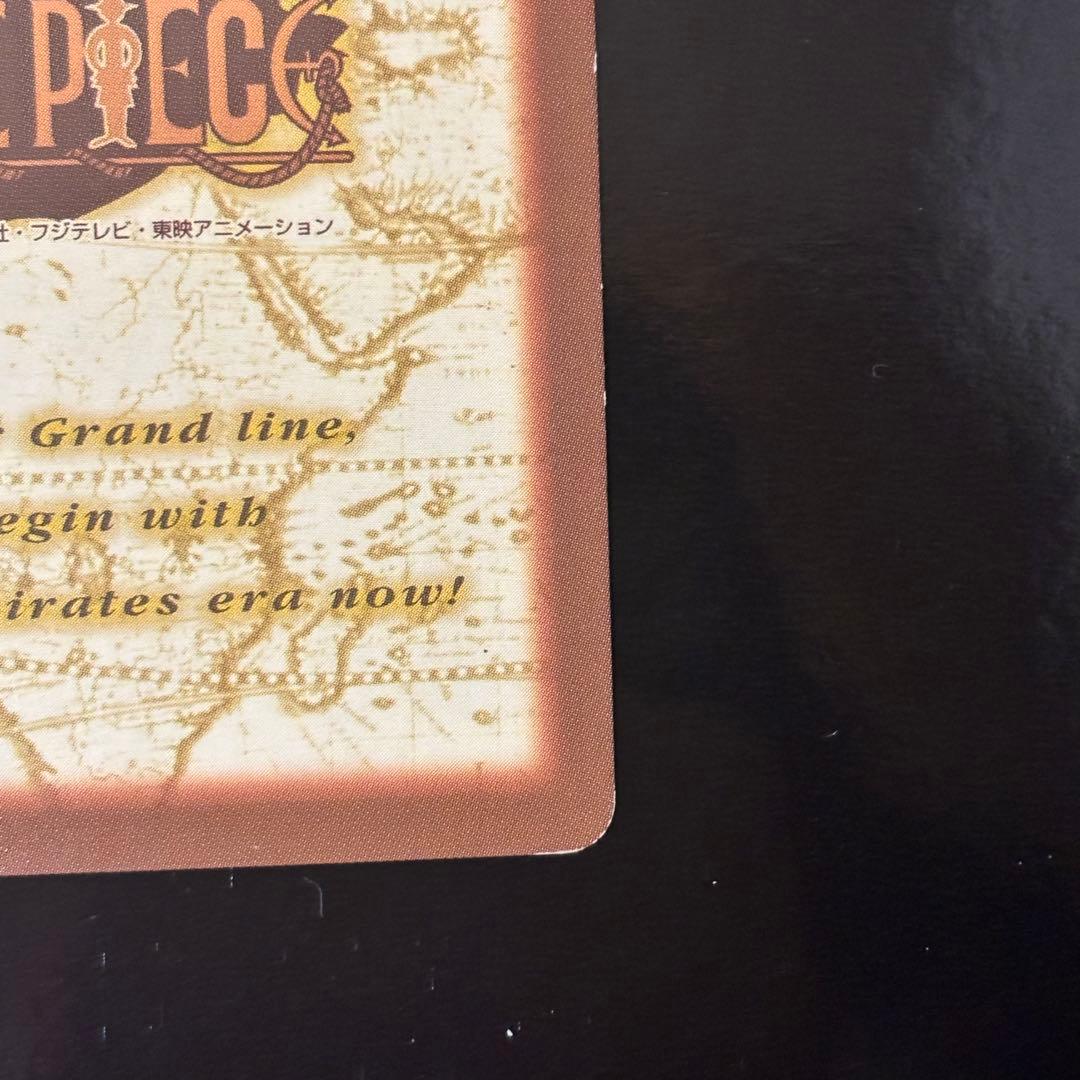 PIECE
社・フジテレビ・東映アニメーション
Grand line,
egin with
irates era now!